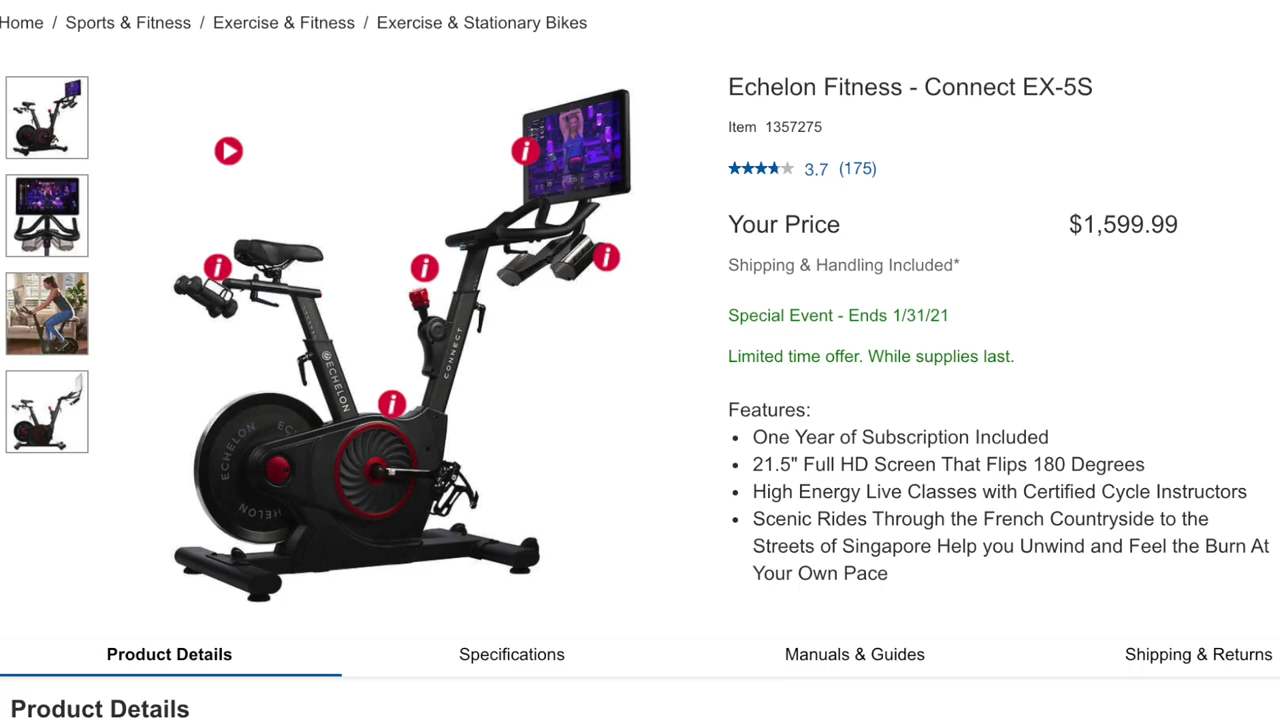 Home / Sports & Fitness / Exercise & Fitness / Exercise & Stationary Bikes
Echelon Fitness - Connect EX-5S
Item 1357275
3.7 (175)
Your Price $1,599.99
Shipping & Handling Included*
Special Event - Ends 1/31/21
Limited time offer. While supplies last.
Features:
• One Year of Subscription Included
• 21.5" Full HD Screen That Flips 180 Degrees
• High Energy Live Classes with Certified Cycle Instructors
• Scenic Rides Through the French Countryside to the
Streets of Singapore Help you Unwind and Feel the Burn At
Your Own Pace
i
i
i
i
i
CONNECT
ECHELON
ECHELON
Product Details Specifications Manuals & Guides Shipping & Returns
Product Details